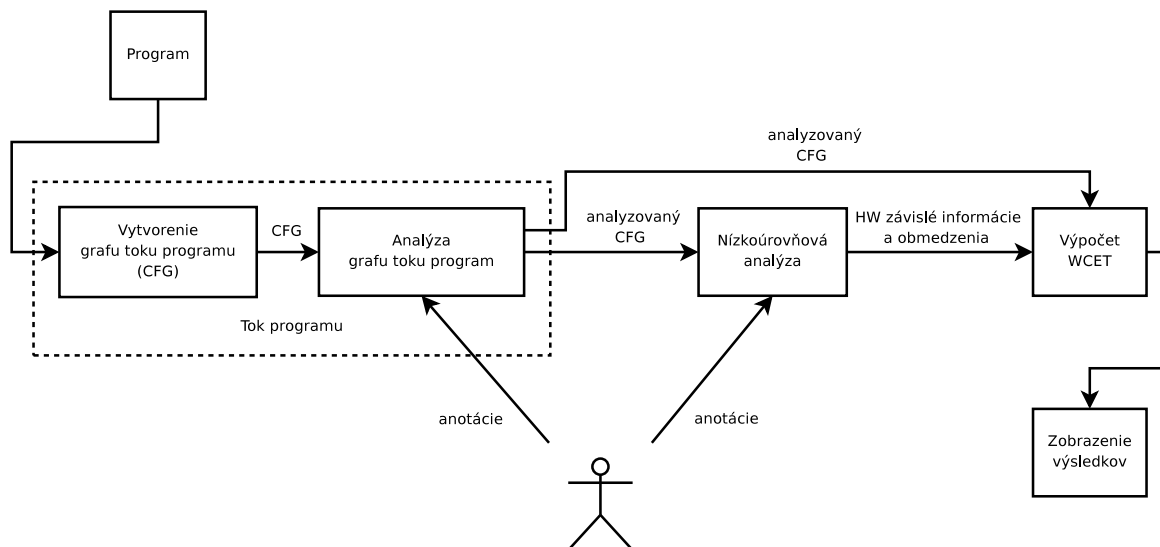 Program
analyzovaný
CFG
Vytvorenie
grafu toku programu
(CFG)
CFG
Analýza
grafu toku program
analyzovaný
CFG
Nízkoúrovňová
analýza
HW závislé informácie
a obmedzenia
Výpočet
WCET
Tok programu
anotácie
anotácie
Zobrazenie
výsledkov